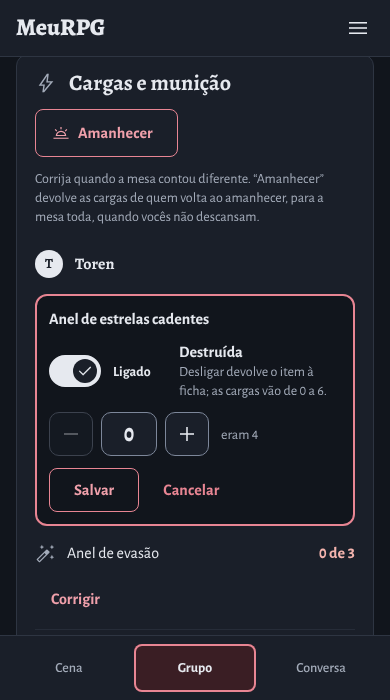 MeuRPG
Cargas e munição
Amanhecer
Corrija quando a mesa contou diferente. “Amanhecer”
devolve as cargas de quem volta ao amanhecer, para a
mesa toda, quando vocês não descansam.
T Toren
Anel de estrelas cadentes
Ligado
Destruída
Desligar devolve o item à
ficha; as cargas vão de 0 a 6.
0
eram 4
Salvar
Cancelar
Anel de evasão
0 de 3
Corrigir
Cena
Grupo
Conversa